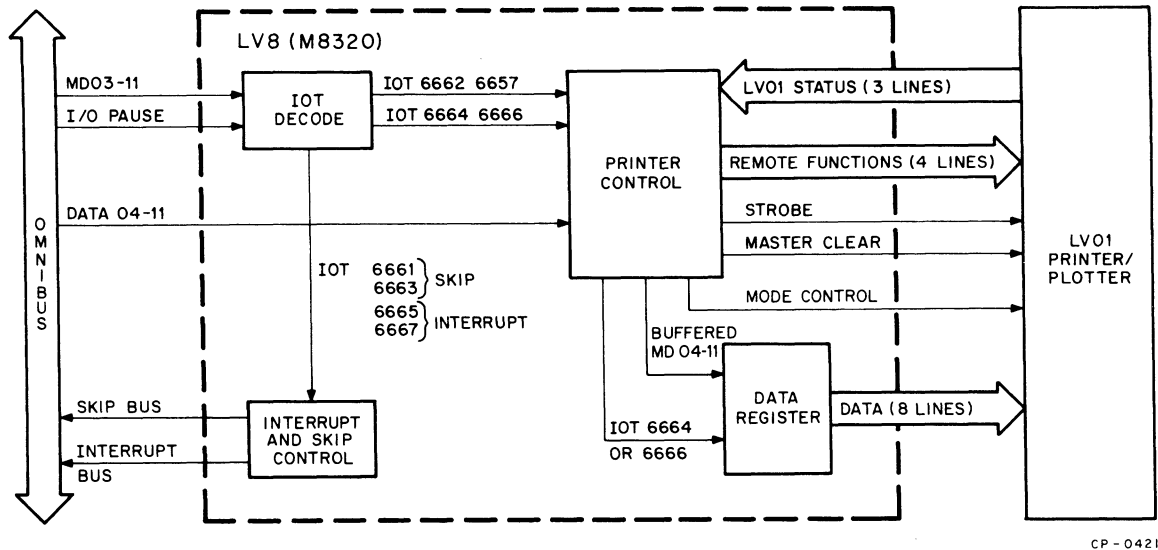 LV8 (M8320)
MD03-11
I/O PAUSE
DATA 04-11
OMNIBUS
SKIP BUS
INTERRUPT
BUS
IOT
DECODE
IOT 6662 6657
IOT 6664 6666
IOT 6661
6663 } SKIP
6665
6667 } INTERRUPT
INTERRUPT
AND SKIP
CONTROL
PRINTER
CONTROL
LV01 STATUS (3 LINES)
REMOTE FUNCTIONS (4 LINES)
STROBE
MASTER CLEAR
MODE CONTROL
BUFFERED
MD 04-11
IOT 6664
OR 6666
DATA
REGISTER
DATA (8 LINES)
LV01
PRINTER/
PLOTTER
CP-0421